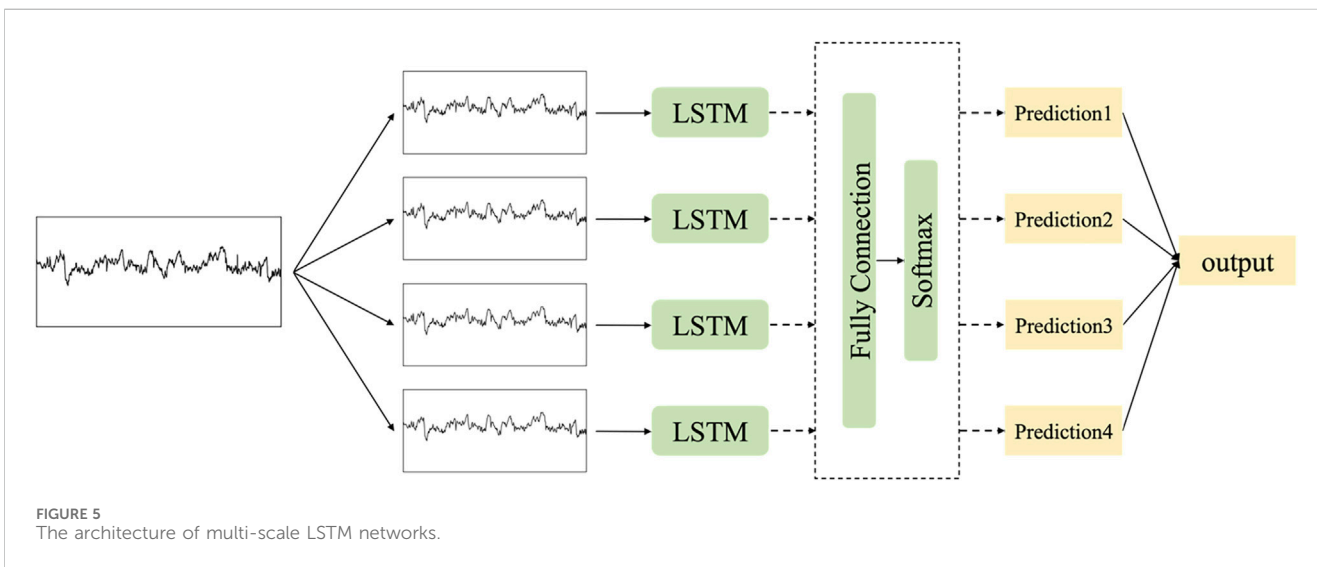 LSTM
LSTM
LSTM
LSTM
Fully Connection
Softmax
Prediction1
Prediction2
Prediction3
Prediction4
output
FIGURE 5
The architecture of multi-scale LSTM networks.